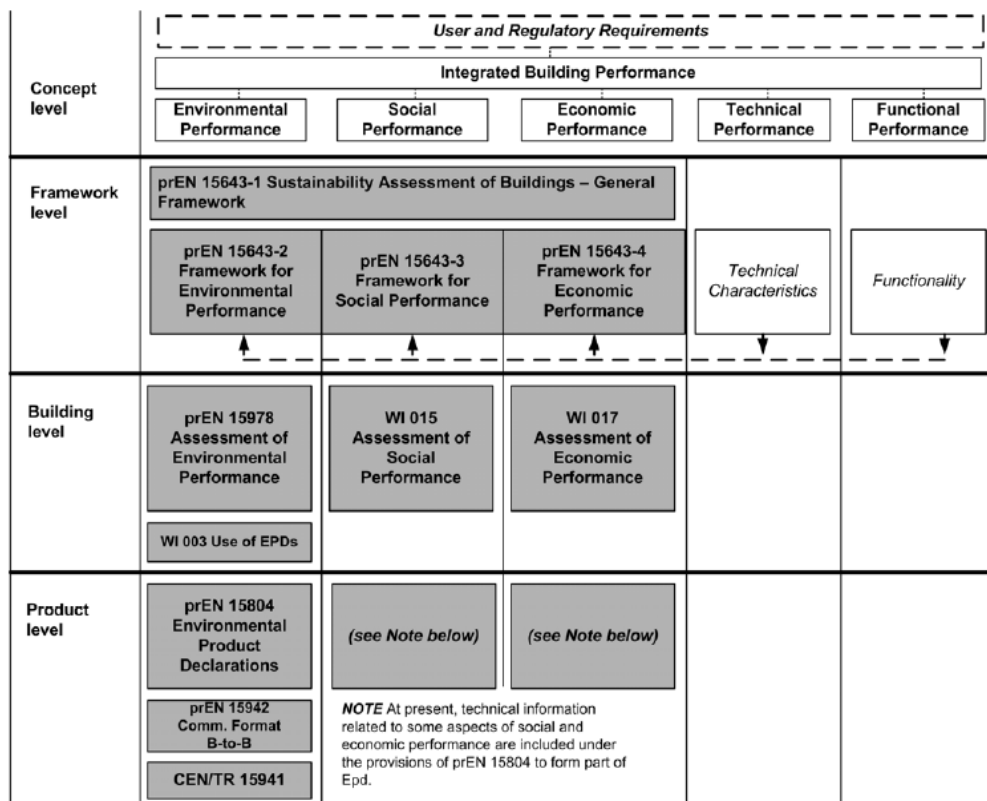 User and Regulatory Requirements
Integrated Building Performance
Concept
level
Environmental
Performance
Social
Performance
Economic
Performance
Technical
Performance
Functional
Performance
Framework
level
prEN 15643-1 Sustainability Assessment of Buildings – General
Framework
prEN 15643-2
Framework for
Environmental
Performance
prEN 15643-3
Framework for
Social Performance
prEN 15643-4
Framework for
Economic
Performance
Technical
Characteristics
Functionality
Building
level
prEN 15978
Assessment of
Environmental
Performance
WI 015
Assessment of
Social
Performance
WI 017
Assessment of
Economic
Performance
WI 003 Use of EPDs
Product
level
prEN 15804
Environmental
Product
Declarations
(see Note below)
(see Note below)
prEN 15942
Comm. Format
B-to-B
CEN/TR 15941
NOTE At present, technical information
related to some aspects of social and
economic performance are included under
the provisions of prEN 15804 to form part of
Epd.